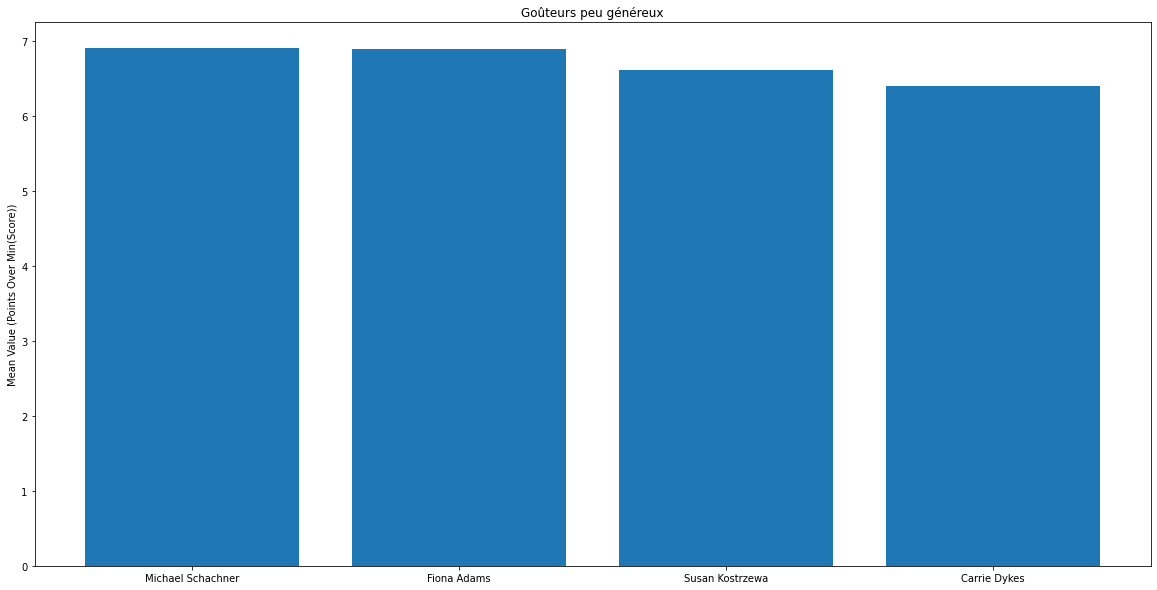 Goûteurs peu généreux
Mean Value (Points Over Min(Score))
7
6
5
4
3
2
1
0
Michael Schachner Fiona Adams Susan Kostrzewa Carrie Dykes